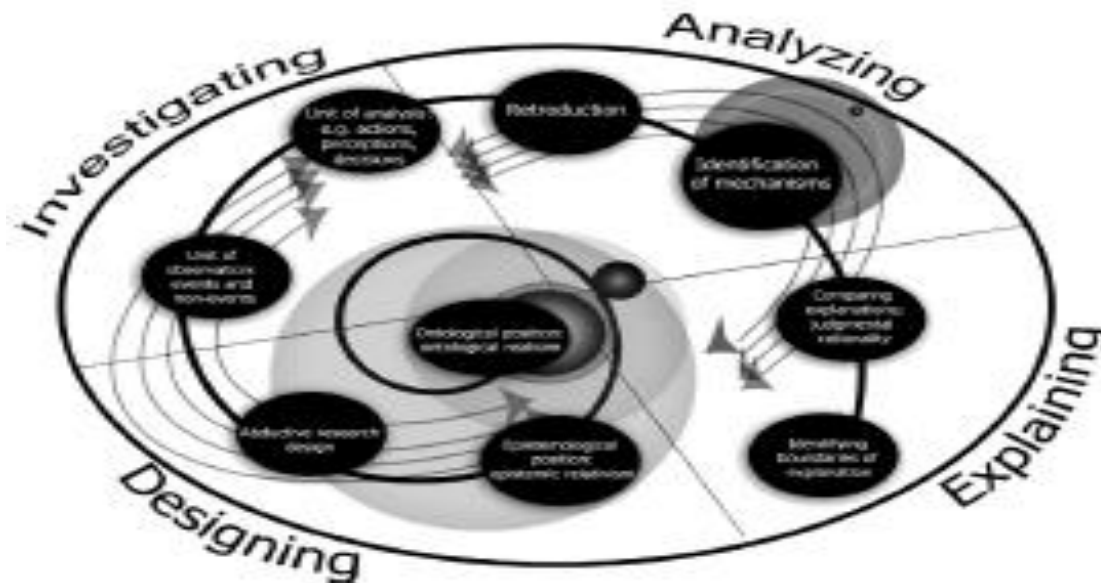 Investigating
Analyzing
Explaining
Designing
Unit of analysis
e.g. actions,
perceptions,
decisions
Retroduction
Identification
of mechanisms
Unit of
observation:
events and
non-events
Comparing
explanations:
judgmental
rationality
Ontological position:
ontological realism
Abductive research
design
Epistemological
position:
epistemic relativism
Identifying
boundaries of
explanation